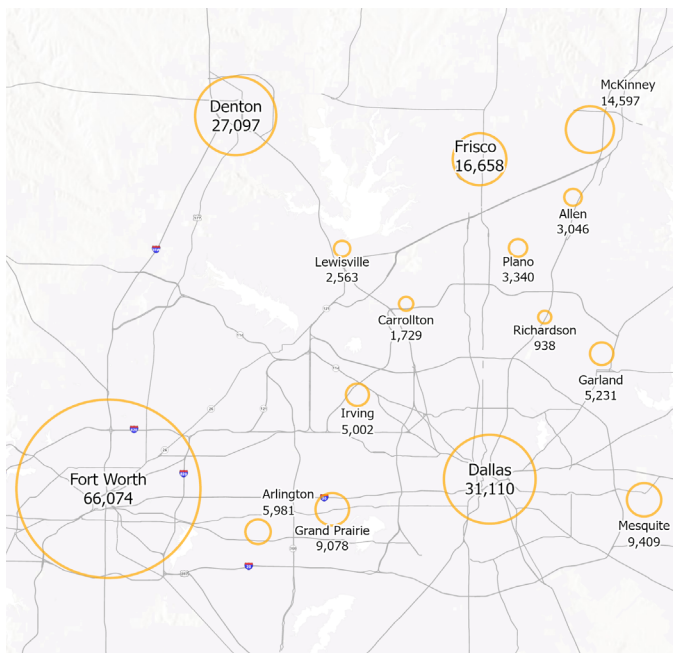 McKinney
14,597
Denton
27,097
Frisco
16,658
Allen
3,046
Lewisville
2,563
Plano
3,340
Carrollton
1,729
Richardson
938
Garland
5,231
Irving
5,002
Fort Worth
66,074
Dallas
31,110
Arlington
5,981
Grand Prairie
9,078
Mesquite
9,409